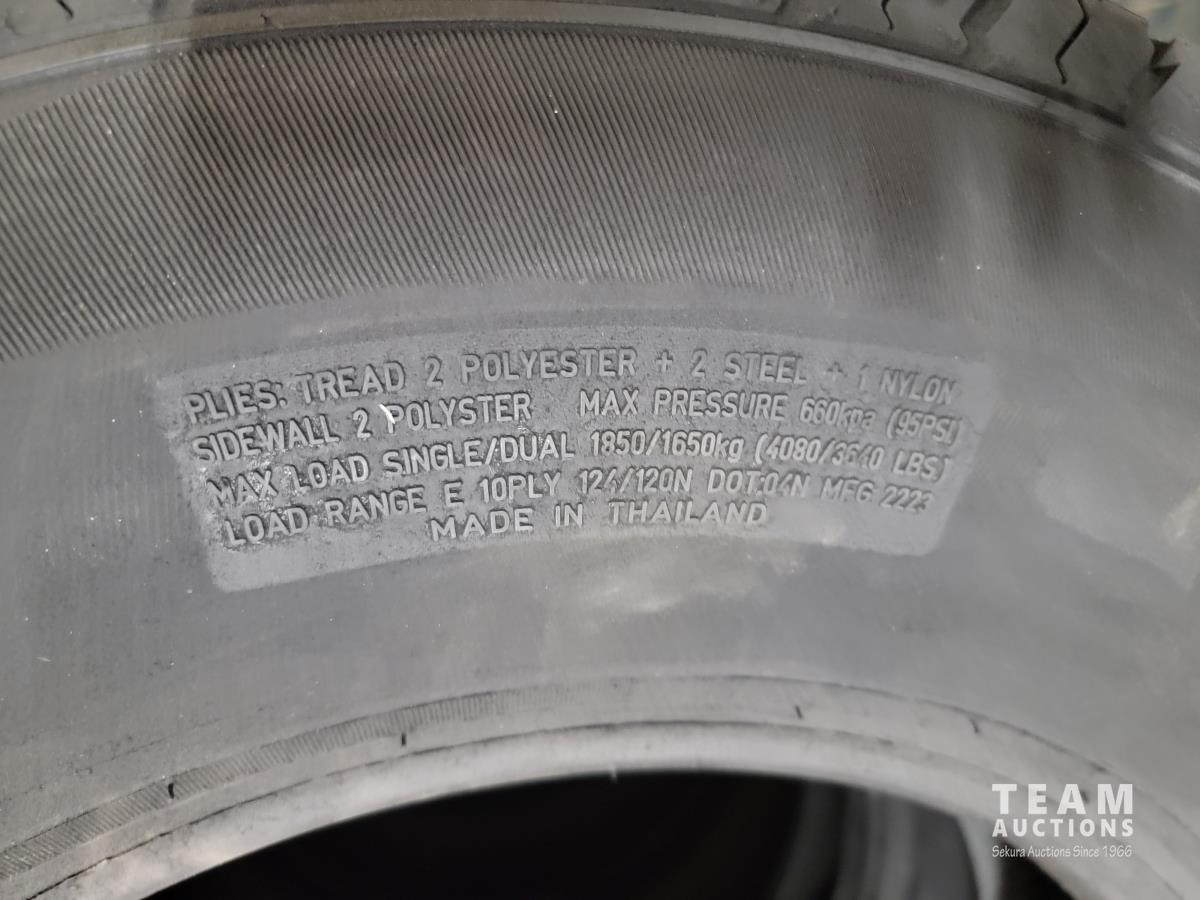 PLIES: TREAD 2 POLYESTER + 2 STEEL + 1 NYLON
SIDEWALL 2 POLYSTER MAX PRESSURE 660kpa (95PSI)
MAX LOAD SINGLE/DUAL 1850/1650kg (4080/3640 LBS)
LOAD RANGE E 10PLY 124/120N DOT:04N MFG 2223
MADE IN THAILAND
TEAM
AUCTIONS
Sekura Auctions Since 1966